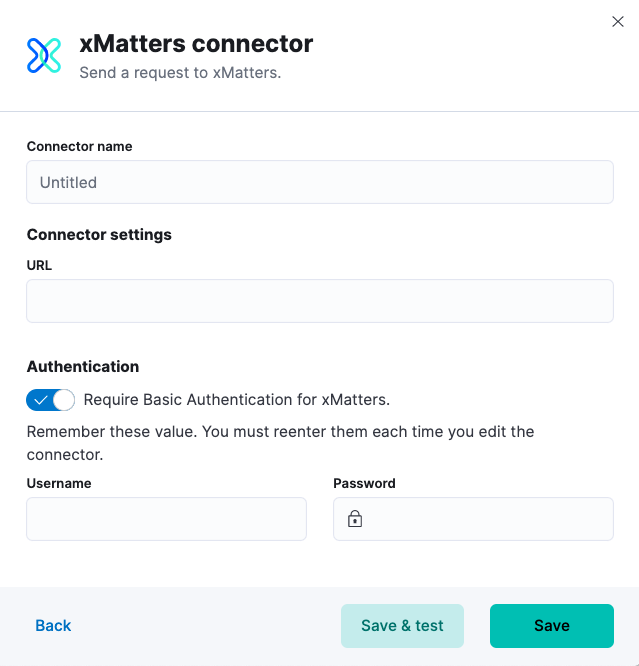 xMatters connector
Send a request to xMatters.
Connector name
Untitled
Connector settings
URL
Authentication
Require Basic Authentication for xMatters.
Remember these value. You must reenter them each time you edit the
connector.
Username
Password
Back
Save & test
Save